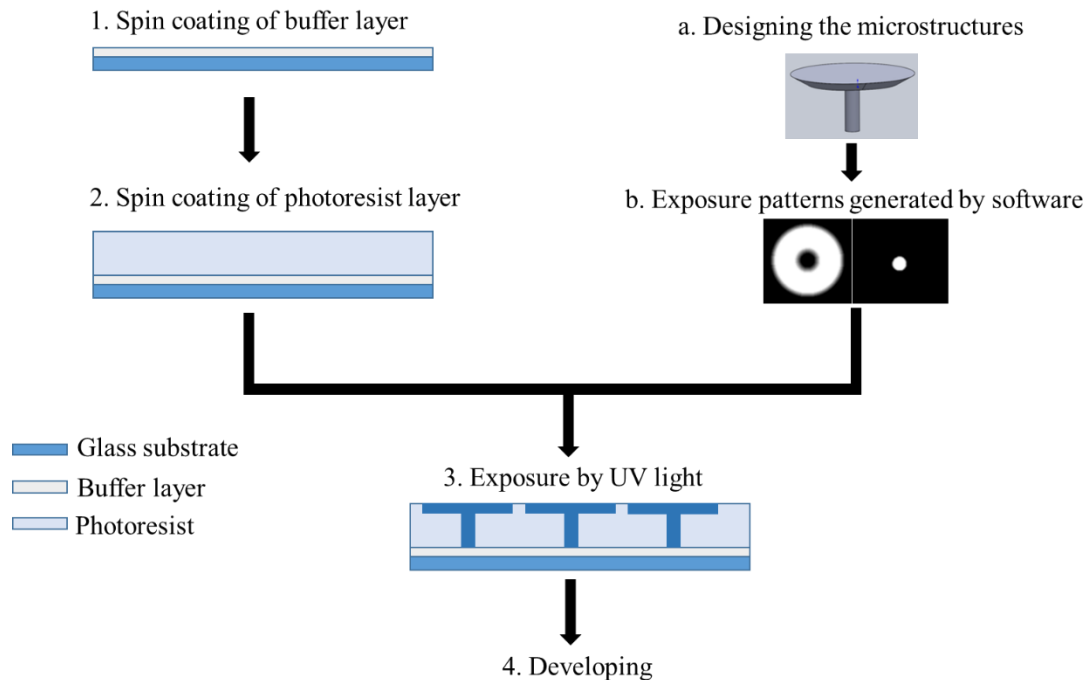 1. Spin coating of buffer layer
a. Designing the microstructures
2. Spin coating of photoresist layer
b. Exposure patterns generated by software
Glass substrate
Buffer layer
Photoresist
3. Exposure by UV light
4. Developing